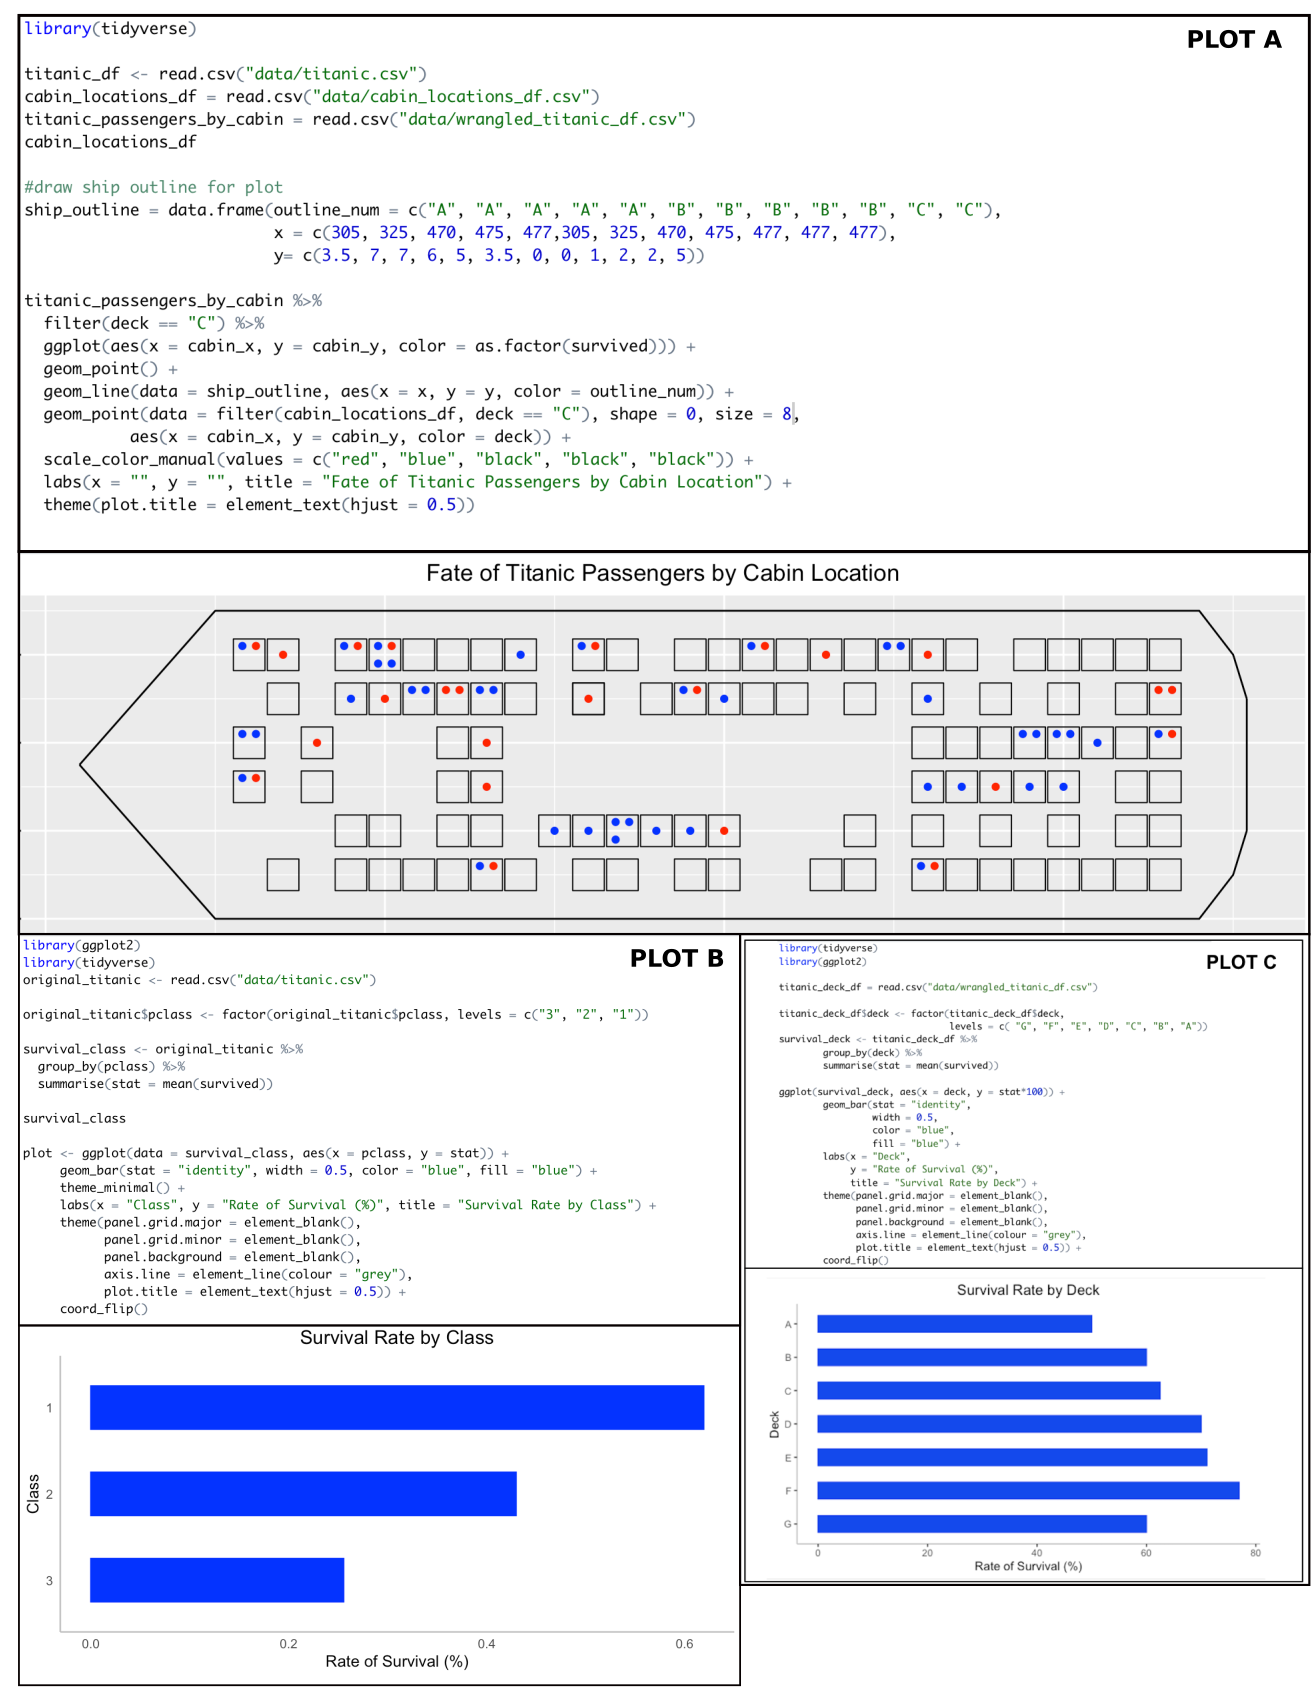 library(tidyverse)
PLOT A
titanic_df <- read.csv("data/titanic.csv")
cabin_locations_df = read.csv("data/cabin_locations_df.csv")
titanic_passengers_by_cabin = read.csv("data/wrangled_titanic_df.csv")
cabin_locations_df
#draw ship outline for plot
ship_outline = data.frame(outline_num = c("A", "A", "A", "A", "A", "B", "B", "B", "B", "B", "C", "C"),
x = c(305, 325, 470, 475, 477,305, 325, 470, 475, 477, 477, 477),
y= c(3.5, 7, 7, 6, 5, 3.5, 0, 0, 1, 2, 2, 5))
titanic_passengers_by_cabin %>%
filter(deck == "C") %>%
ggplot(aes(x = cabin_x, y = cabin_y, color = as.factor(survived))) +
geom_point() +
geom_line(data = ship_outline, aes(x = x, y = y, color = outline_num)) +
geom_point(data = filter(cabin_locations_df, deck == "C"), shape = 0, size = 8,
aes(x = cabin_x, y = cabin_y, color = deck)) +
scale_color_manual(values = c("red", "blue", "black", "black", "black")) +
labs(x = "", y = "", title = "Fate of Titanic Passengers by Cabin Location") +
theme(plot.title = element_text(hjust = 0.5))
Fate of Titanic Passengers by Cabin Location
library(ggplot2)
PLOT B
library(tidyverse)
original_titanic <- read.csv("data/titanic.csv")
original_titanic$pclass <- factor(original_titanic$pclass, levels = c("3", "2", "1"))
survival_class <- original_titanic %>%
group_by(pclass) %>%
summarise(stat = mean(survived))
survival_class
plot <- ggplot(data = survival_class, aes(x = pclass, y = stat)) +
geom_bar(stat = "identity", width = 0.5, color = "blue", fill = "blue") +
theme_minimal() +
labs(x = "Class", y = "Rate of Survival (%)", title = "Survival Rate by Class") +
theme(panel.grid.major = element_blank(),
panel.grid.minor = element_blank(),
panel.background = element_blank(),
axis.line = element_line(colour = "grey"),
plot.title = element_text(hjust = 0.5)) +
coord_flip()
Survival Rate by Class
Class
1
2
3
0.0 0.2 0.4 0.6
Rate of Survival (%)
library(tidyverse)
library(ggplot2)
PLOT C
titanic_deck_df = read.csv("data/wrangled_titanic_df.csv")
titanic_deck_df$deck <- factor(titanic_deck_df$deck,
levels = c( "G", "F", "E", "D", "C", "B", "A"))
survival_deck <- titanic_deck_df %>%
group_by(deck) %>%
summarise(stat = mean(survived))
ggplot(survival_deck, aes(x = deck, y = stat*100)) +
geom_bar(stat = "identity",
width = 0.5,
color = "blue",
fill = "blue") +
labs(x = "Deck",
y = "Rate of Survival (%)",
title = "Survival Rate by Deck") +
theme(panel.grid.major = element_blank(),
panel.grid.minor = element_blank(),
panel.background = element_blank(),
axis.line = element_line(colour = "grey"),
plot.title = element_text(hjust = 0.5)) +
coord_flip()
Survival Rate by Deck
Deck
A
B
C
D
E
F
G
0 20 40 60 80
Rate of Survival (%)